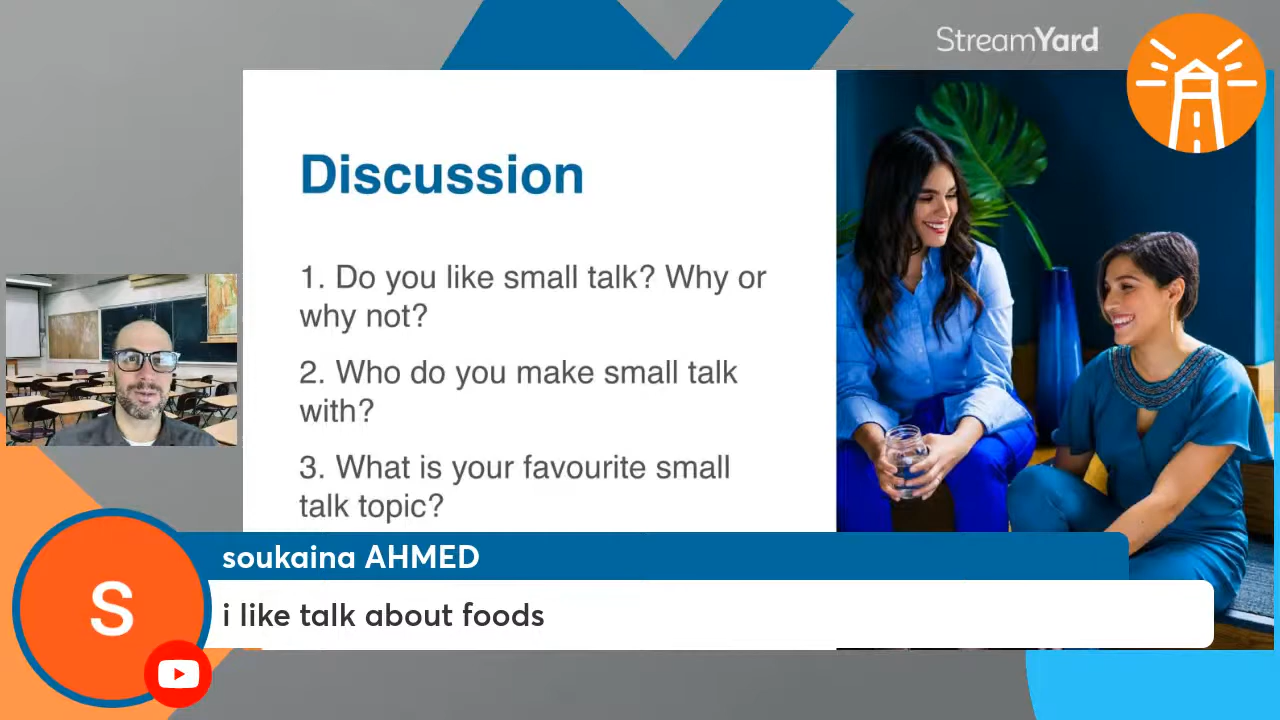 StreamYard
Discussion
1. Do you like small talk? Why or
why not?
2. Who do you make small talk
with?
3. What is your favourite small
talk topic?
S
soukaina AHMED
i like talk about foods